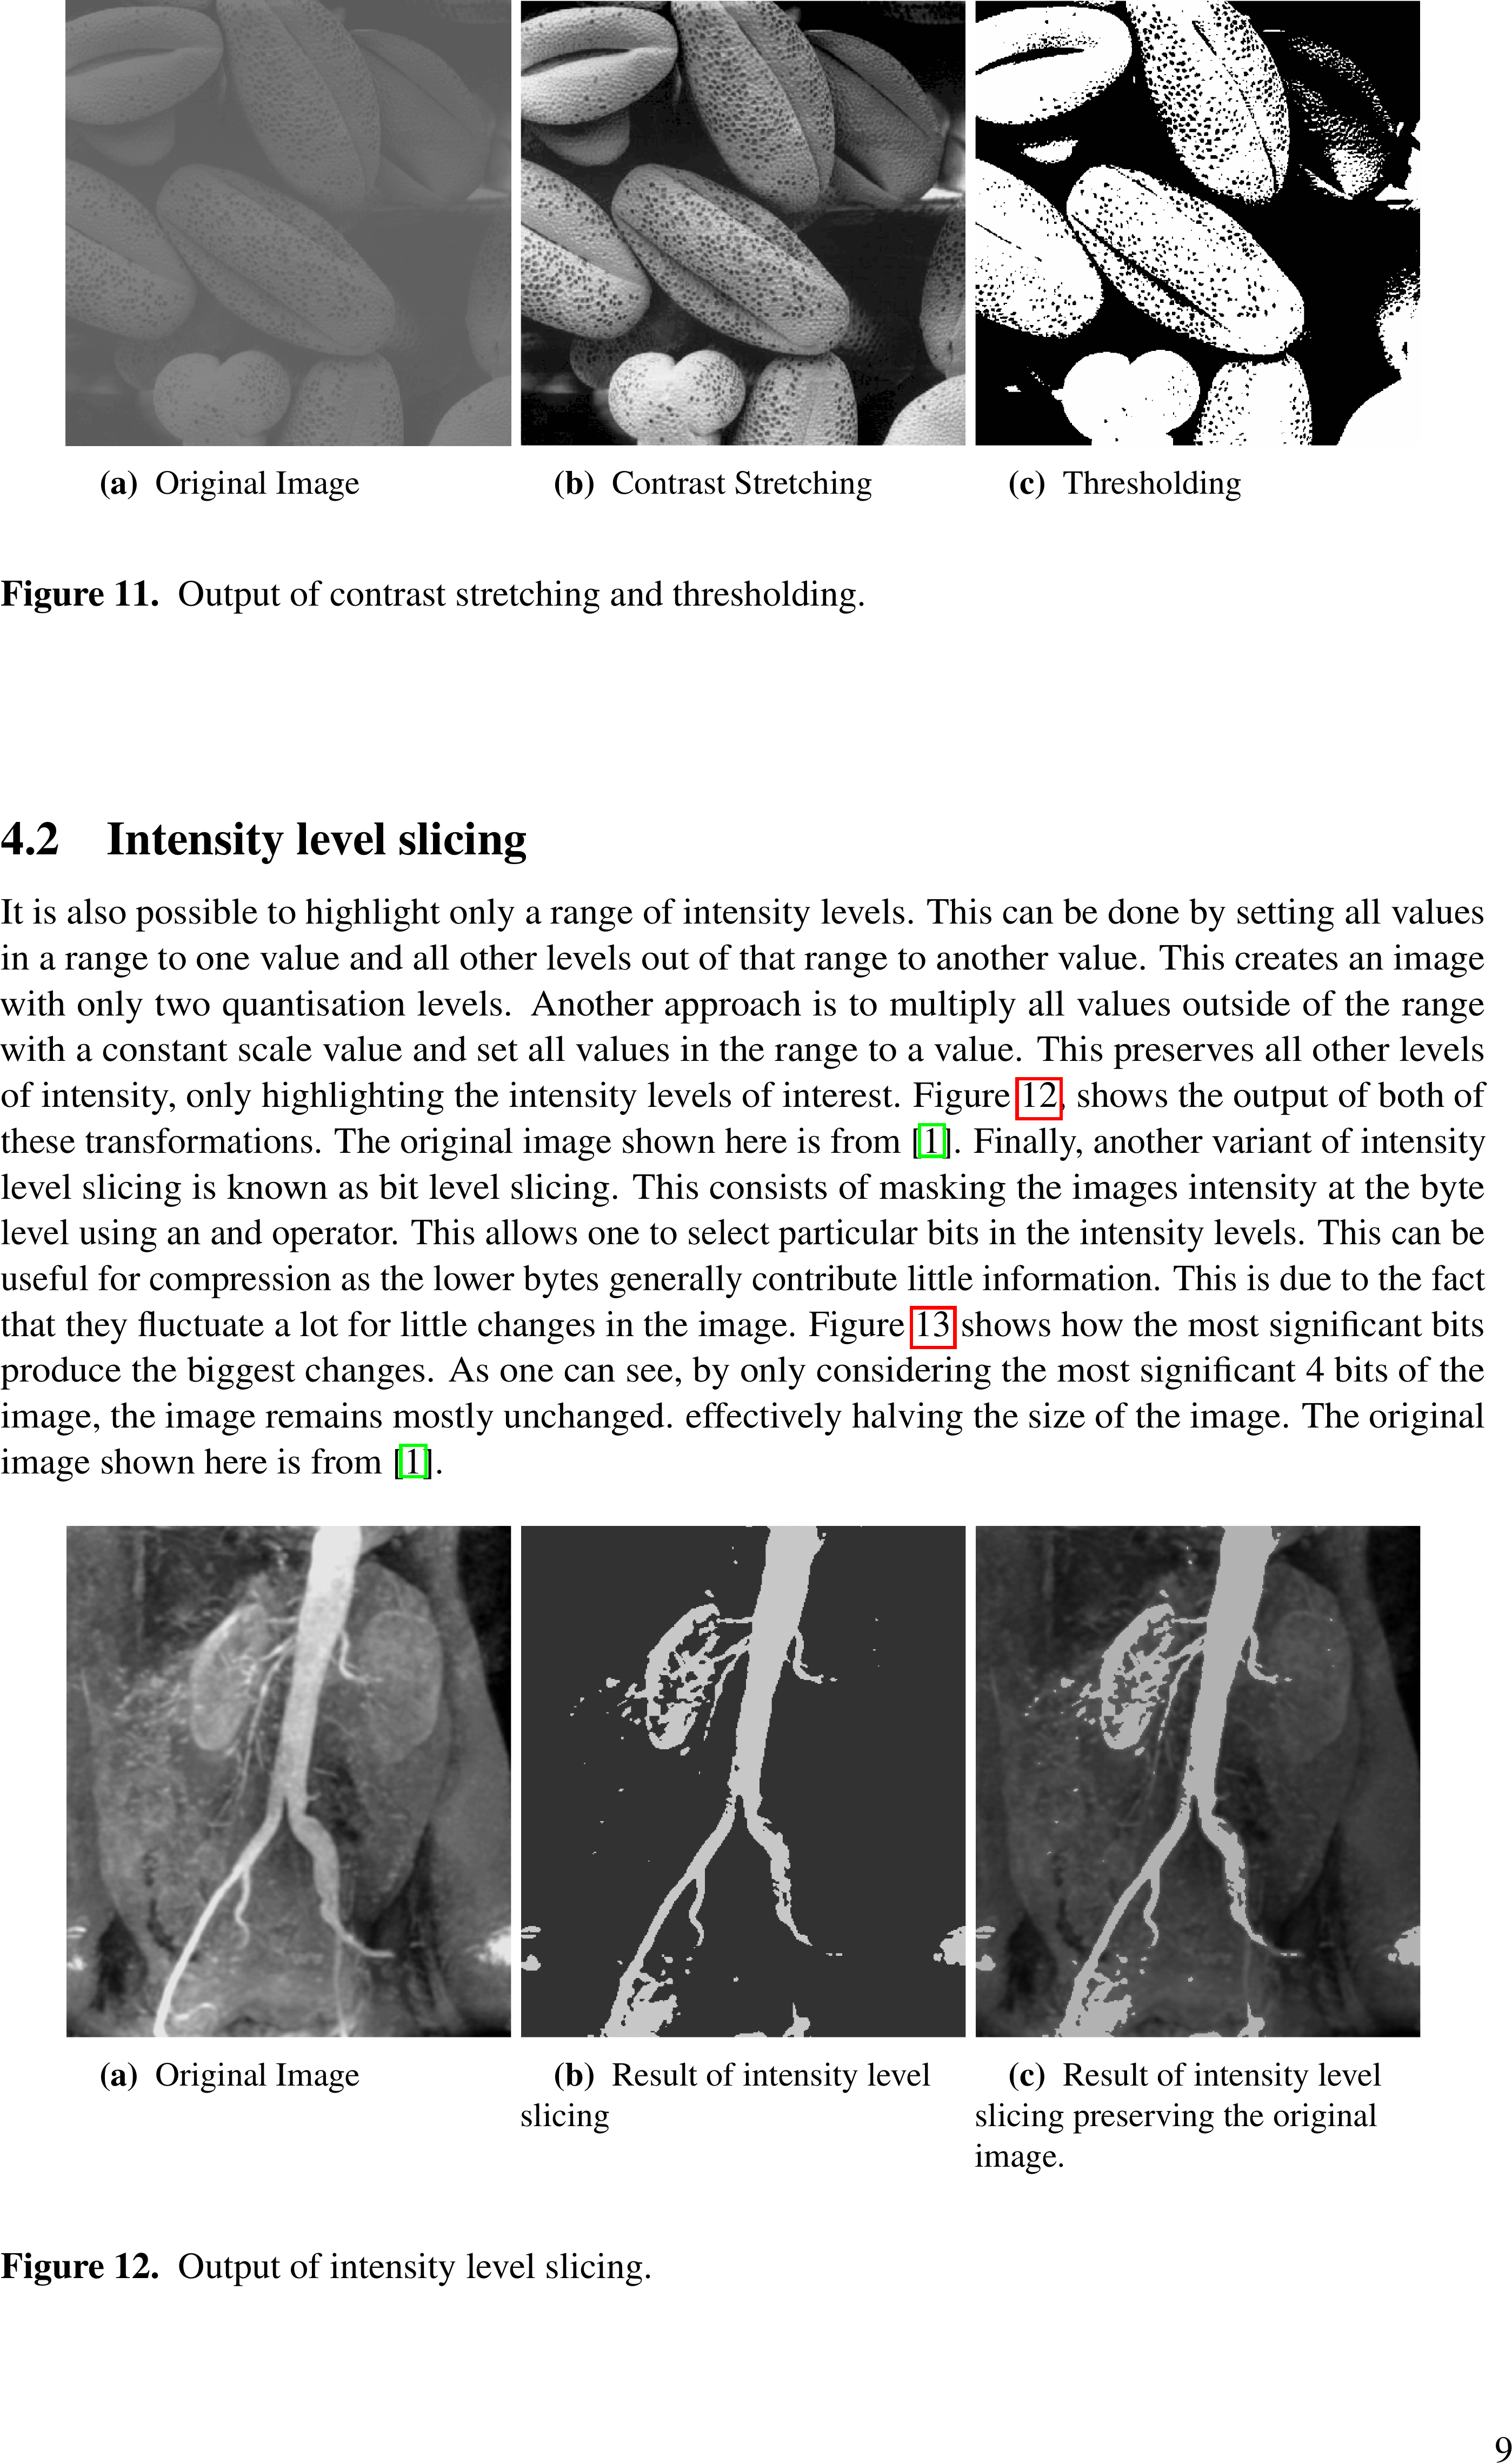 (a) Original Image
(b) Contrast Stretching
(c) Thresholding
Figure 11. Output of contrast stretching and thresholding.
4.2 Intensity level slicing
It is also possible to highlight only a range of intensity levels. This can be done by setting all values
in a range to one value and all other levels out of that range to another value. This creates an image
with only two quantisation levels. Another approach is to multiply all values outside of the range
with a constant scale value and set all values in the range to a value. This preserves all other levels
of intensity, only highlighting the intensity levels of interest. Figure 12, shows the output of both of
these transformations. The original image shown here is from [1]. Finally, another variant of intensity
level slicing is known as bit level slicing. This consists of masking the images intensity at the byte
level using an and operator. This allows one to select particular bits in the intensity levels. This can be
useful for compression as the lower bytes generally contribute little information. This is due to the fact
that they fluctuate a lot for little changes in the image. Figure 13 shows how the most significant bits
produce the biggest changes. As one can see, by only considering the most significant 4 bits of the
image, the image remains mostly unchanged. effectively halving the size of the image. The original
image shown here is from [1].
(a) Original Image
(b) Result of intensity level
slicing
(c) Result of intensity level
slicing preserving the original
image.
Figure 12. Output of intensity level slicing.
9